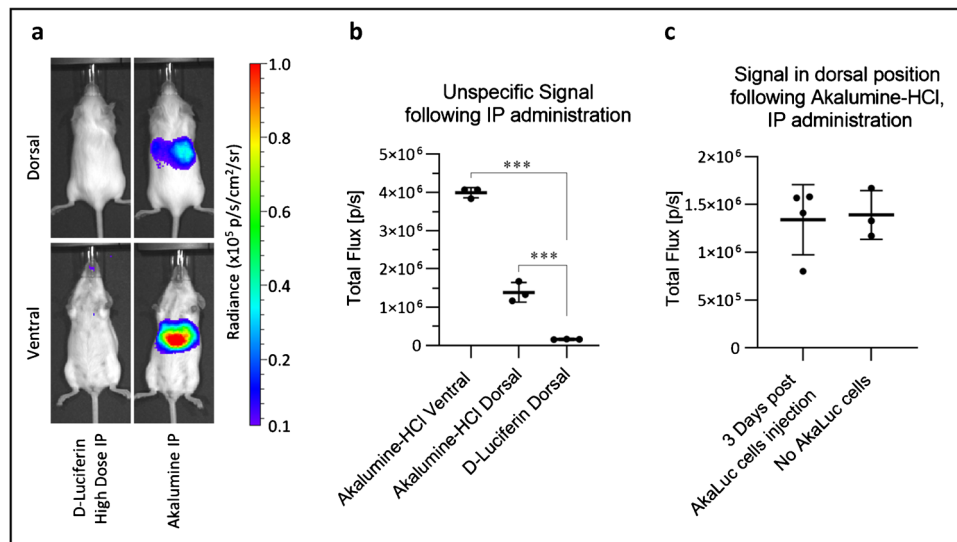 a
Dorsal
Ventral
D-Luciferin
High Dose IP
Akalumine IP
Radiance (x10⁵ p/s/cm²/sr)
1.0
0.8
0.6
0.4
0.2
0.1
b
Unspecific Signal
following IP administration
Total Flux [p/s]
5×10⁶
4×10⁶
3×10⁶
2×10⁶
1×10⁶
0
***
***
Akalumine-HCl Ventral
Akalumine-HCl Dorsal
D-Luciferin Dorsal
c
Signal in dorsal position
following Akalumine-HCl,
IP administration
Total Flux [p/s]
2×10⁶
1.5×10⁶
1×10⁶
5×10⁵
0
3 Days post
AkaLuc cells injection
No AkaLuc cells